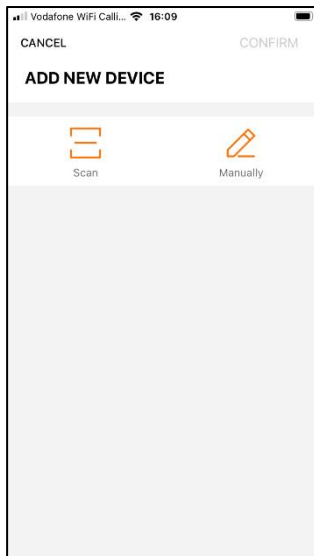 Vodafone WiFi Calli... 16:09
CANCEL CONFIRM
ADD NEW DEVICE
Scan Manually